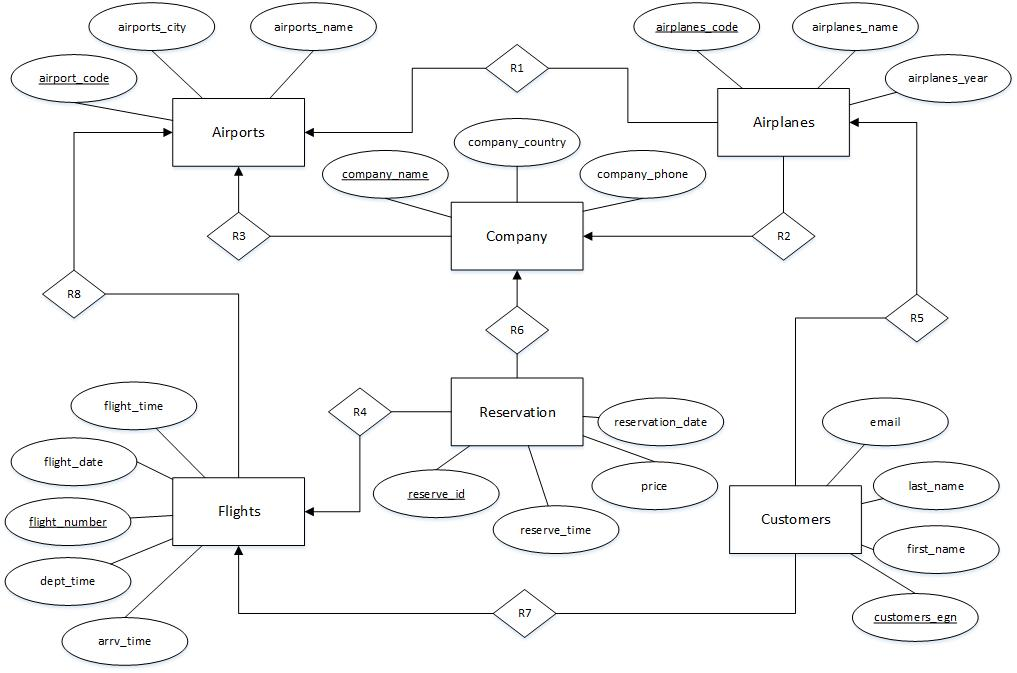 airports_city
airports_name
airplanes_code
airplanes_name
airport_code
R1
airplanes_year
Airports
Airplanes
company_country
company_name
company_phone
R3
Company
R2
R8
R6
R5
flight_time
R4
Reservation
reservation_date
email
flight_date
reserve_id
price
last_name
flight_number
Flights
reserve_time
Customers
first_name
dept_time
R7
customers_egn
arrv_time